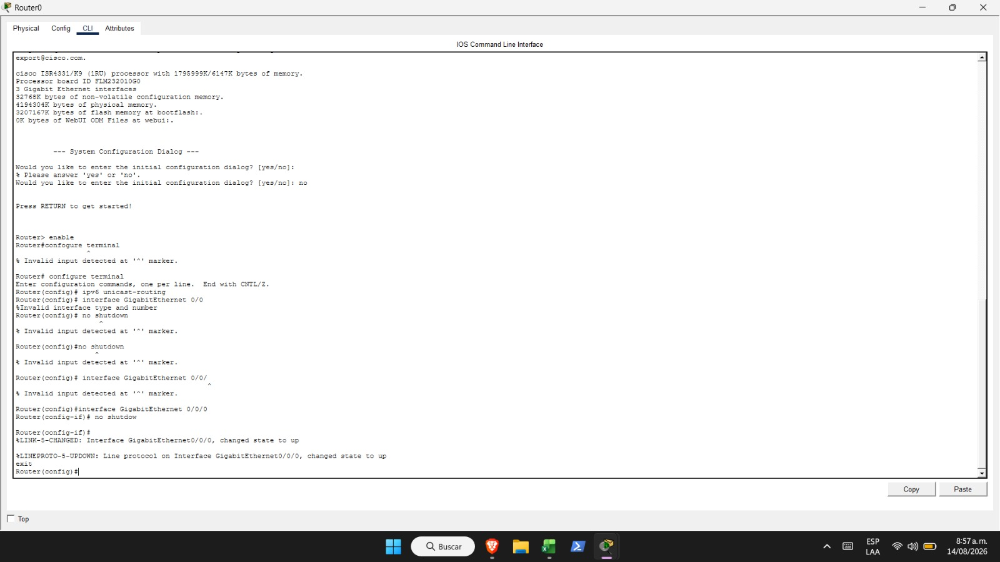 Router0
Physical Config CLI Attributes
IOS Command Line Interface
export@cisco.com.
cisco ISR4331/K9 (1RU) processor with 1795999K/6147K bytes of memory.
Processor board ID FLM232010G0
3 Gigabit Ethernet interfaces
32768K bytes of non-volatile configuration memory.
4194304K bytes of physical memory.
3207167K bytes of flash memory at bootflash:.
0K bytes of WebUI ODM Files at webui:.
--- System Configuration Dialog ---
Would you like to enter the initial configuration dialog? [yes/no]:
% Please answer 'yes' or 'no'.
Would you like to enter the initial configuration dialog? [yes/no]: no
Press RETURN to get started!
Router> enable
Router#confogure terminal
^
% Invalid input detected at '^' marker.
Router# configure terminal
Enter configuration commands, one per line. End with CNTL/Z.
Router(config)# ipv6 unicast-routing
Router(config)# interface GigabitEthernet 0/0
%Invalid interface type and number
Router(config)# no shutdown
^
% Invalid input detected at '^' marker.
Router(config)#no shutdown
^
% Invalid input detected at '^' marker.
Router(config)# interface GigabitEthernet 0/0/
^
% Invalid input detected at '^' marker.
Router(config)#interface GigabitEthernet 0/0/0
Router(config-if)# no shutdow
Router(config-if)#
%LINK-5-CHANGED: Interface GigabitEthernet0/0/0, changed state to up
%LINEPROTO-5-UPDOWN: Line protocol on Interface GigabitEthernet0/0/0, changed state to up
exit
Router(config)#
Copy Paste
Top
Buscar
ESP
LAA
8:57 a.m.
14/08/2026